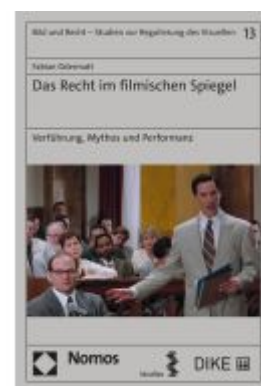 Bild und Recht – Studien zur Regulierung des Visuellen 13
Fabian
Das Recht im filmischen Spiegel
Verführung, Mythos und Performanz
Nomos
DIKE